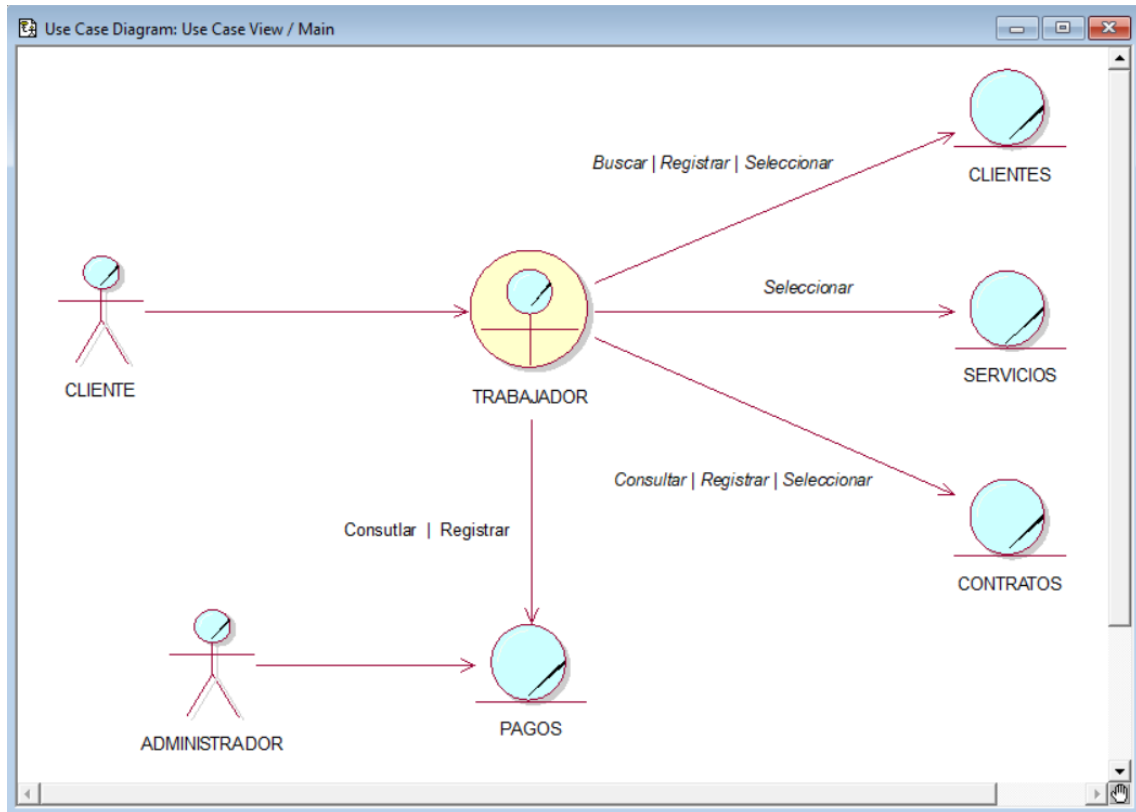 Use Case Diagram: Use Case View / Main
Buscar | Registrar | Seleccionar
CLIENTES
Seleccionar
CLIENTE
TRABAJADOR
SERVICIOS
Consultar | Registrar | Seleccionar
Consutlar | Registrar
CONTRATOS
ADMINISTRADOR
PAGOS